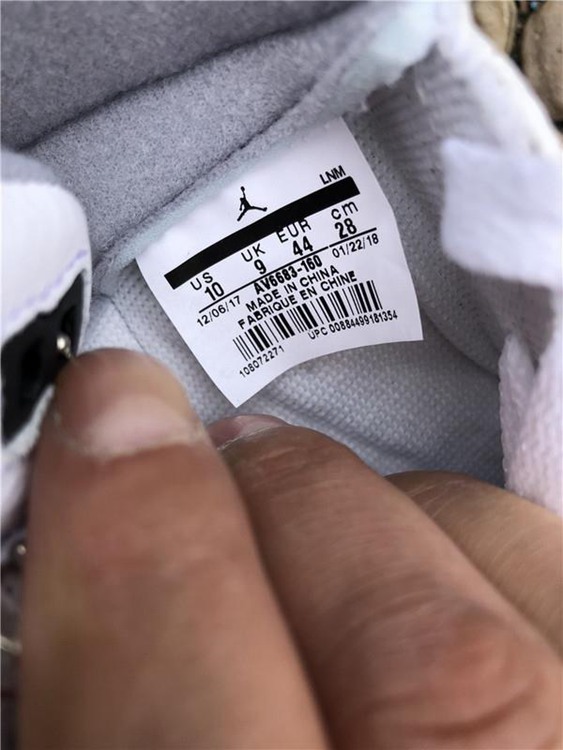 LNM
US UK EUR cm
10 9 44 28
12/06/17 AV6683-160 01/22/18
MADE IN CHINA
FABRIQUE EN CHINE
108072271 UPC 00884499181354